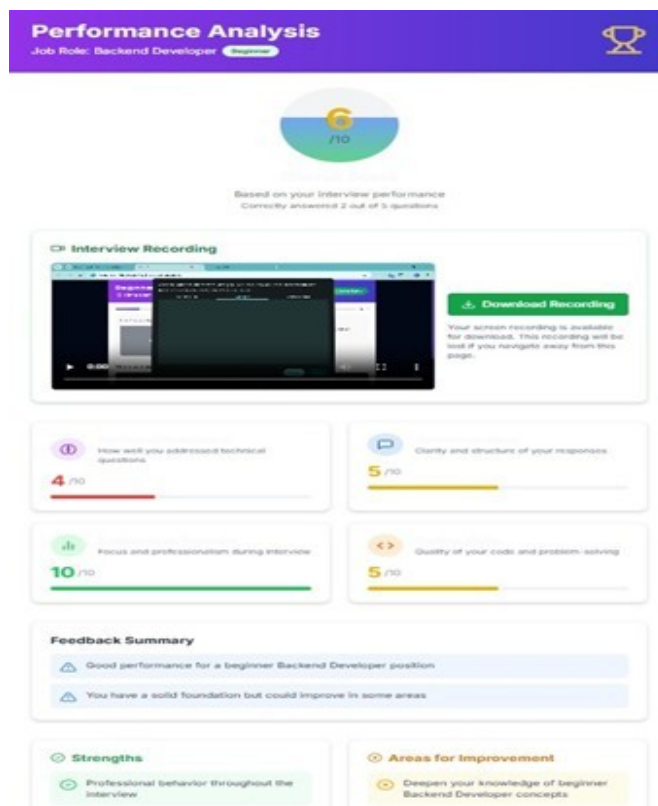 Performance Analysis
Job Role: Backend Developer Beginner
6
/10
Based on your interview performance
Correctly answered 2 out of 5 questions
Interview Recording
0:00
Download Recording
Your screen recording is available
for download. This recording will be
lost if you navigate away from this
page.
How well you addressed technical
questions
4 /10
Clarity and structure of your responses
5 /10
Focus and professionalism during interview
10 /10
Quality of your code and problem-solving
5 /10
Feedback Summary
Good performance for a beginner Backend Developer position
You have a solid foundation but could improve in some areas
Strengths
Professional behavior throughout the
interview
Areas for Improvement
Deepen your knowledge of beginner
Backend Developer concepts